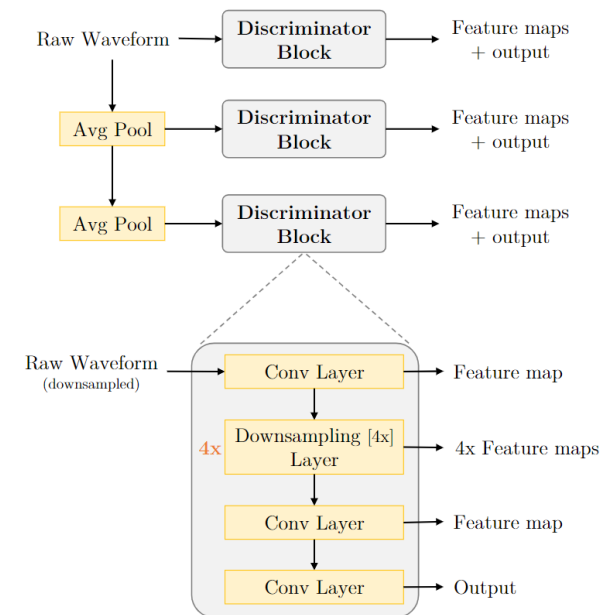 Raw Waveform
Discriminator
Block
Feature maps
+ output
Avg Pool
Discriminator
Block
Feature maps
+ output
Avg Pool
Discriminator
Block
Feature maps
+ output
Raw Waveform
(downsampled)
Conv Layer
Feature map
4x
Downsampling [4x]
Layer
4x Feature maps
Conv Layer
Feature map
Conv Layer
Output